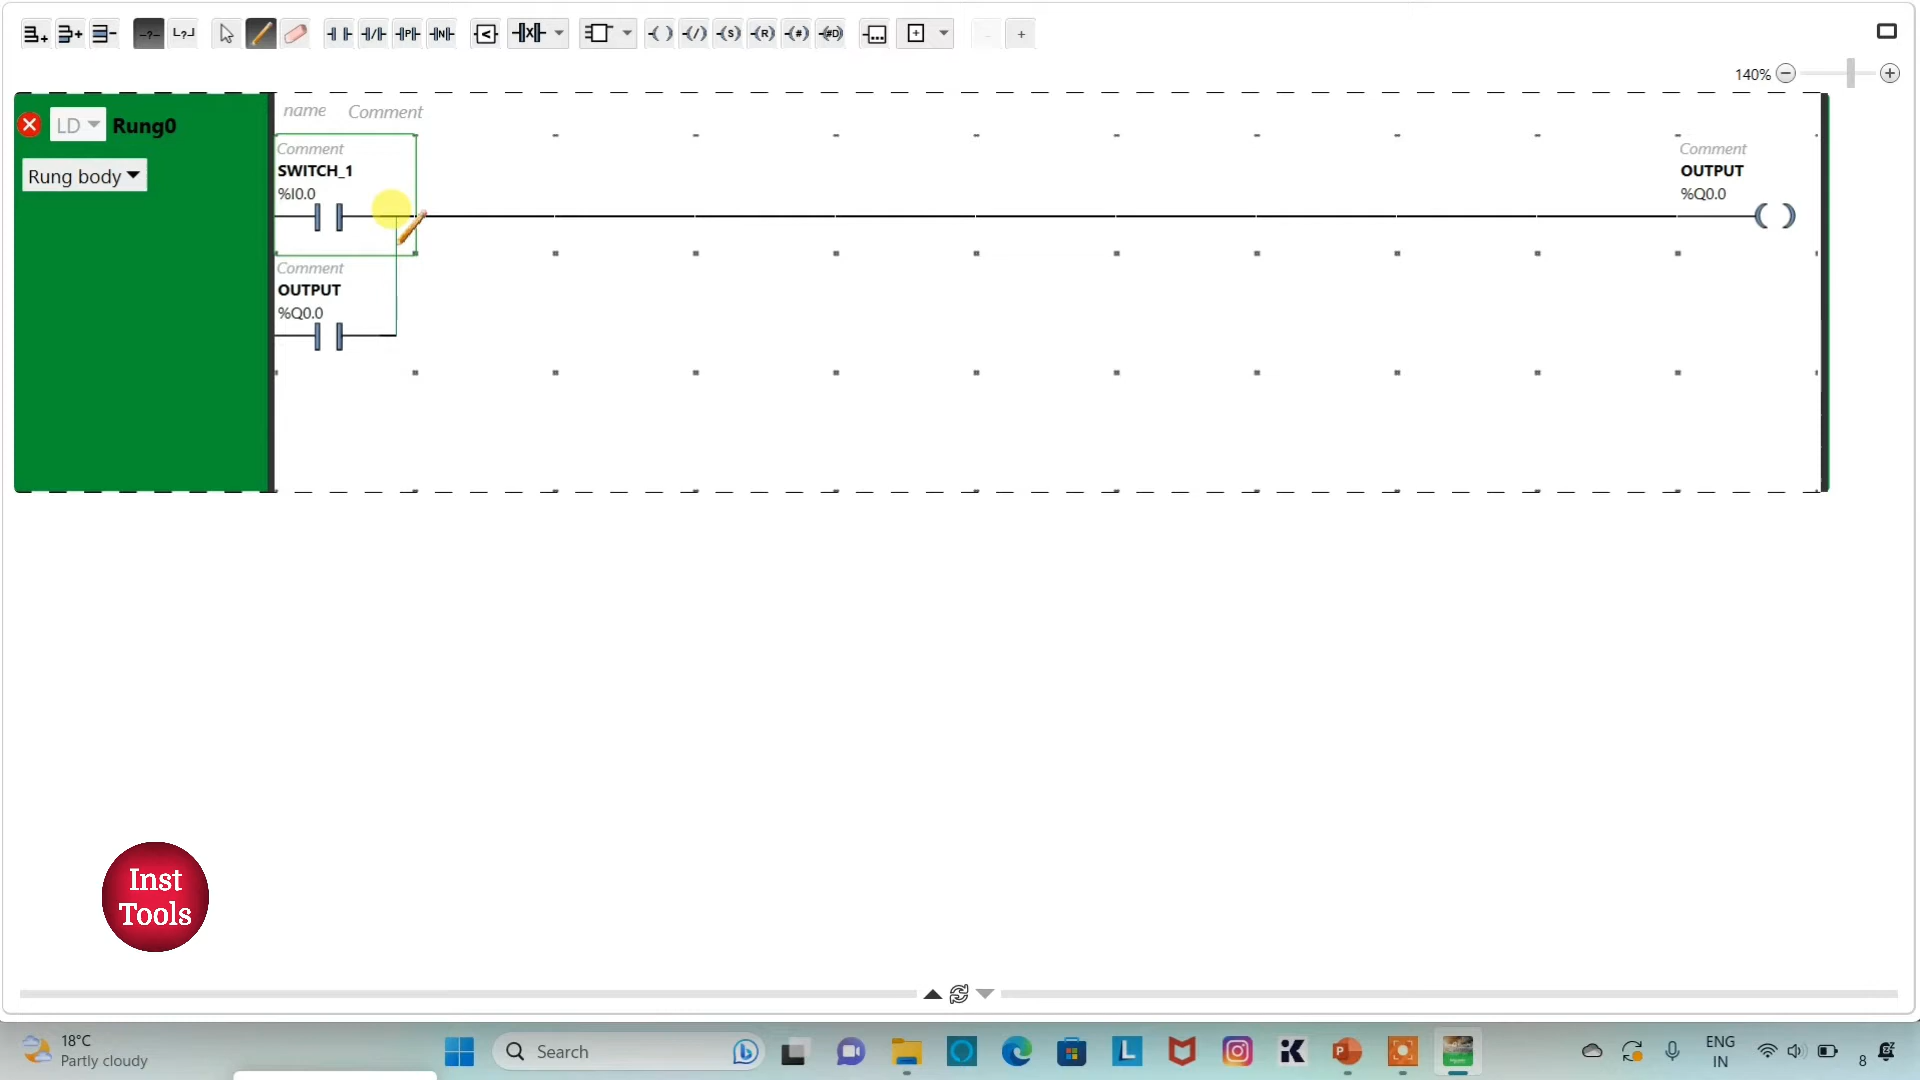 140%
LD Rung0
name Comment
Rung body
Comment
SWITCH_1
%I0.0
Comment
OUTPUT
%Q0.0
Comment
OUTPUT
%Q0.0
Inst
Tools
18°C
Partly cloudy
Search
ENG
IN
8